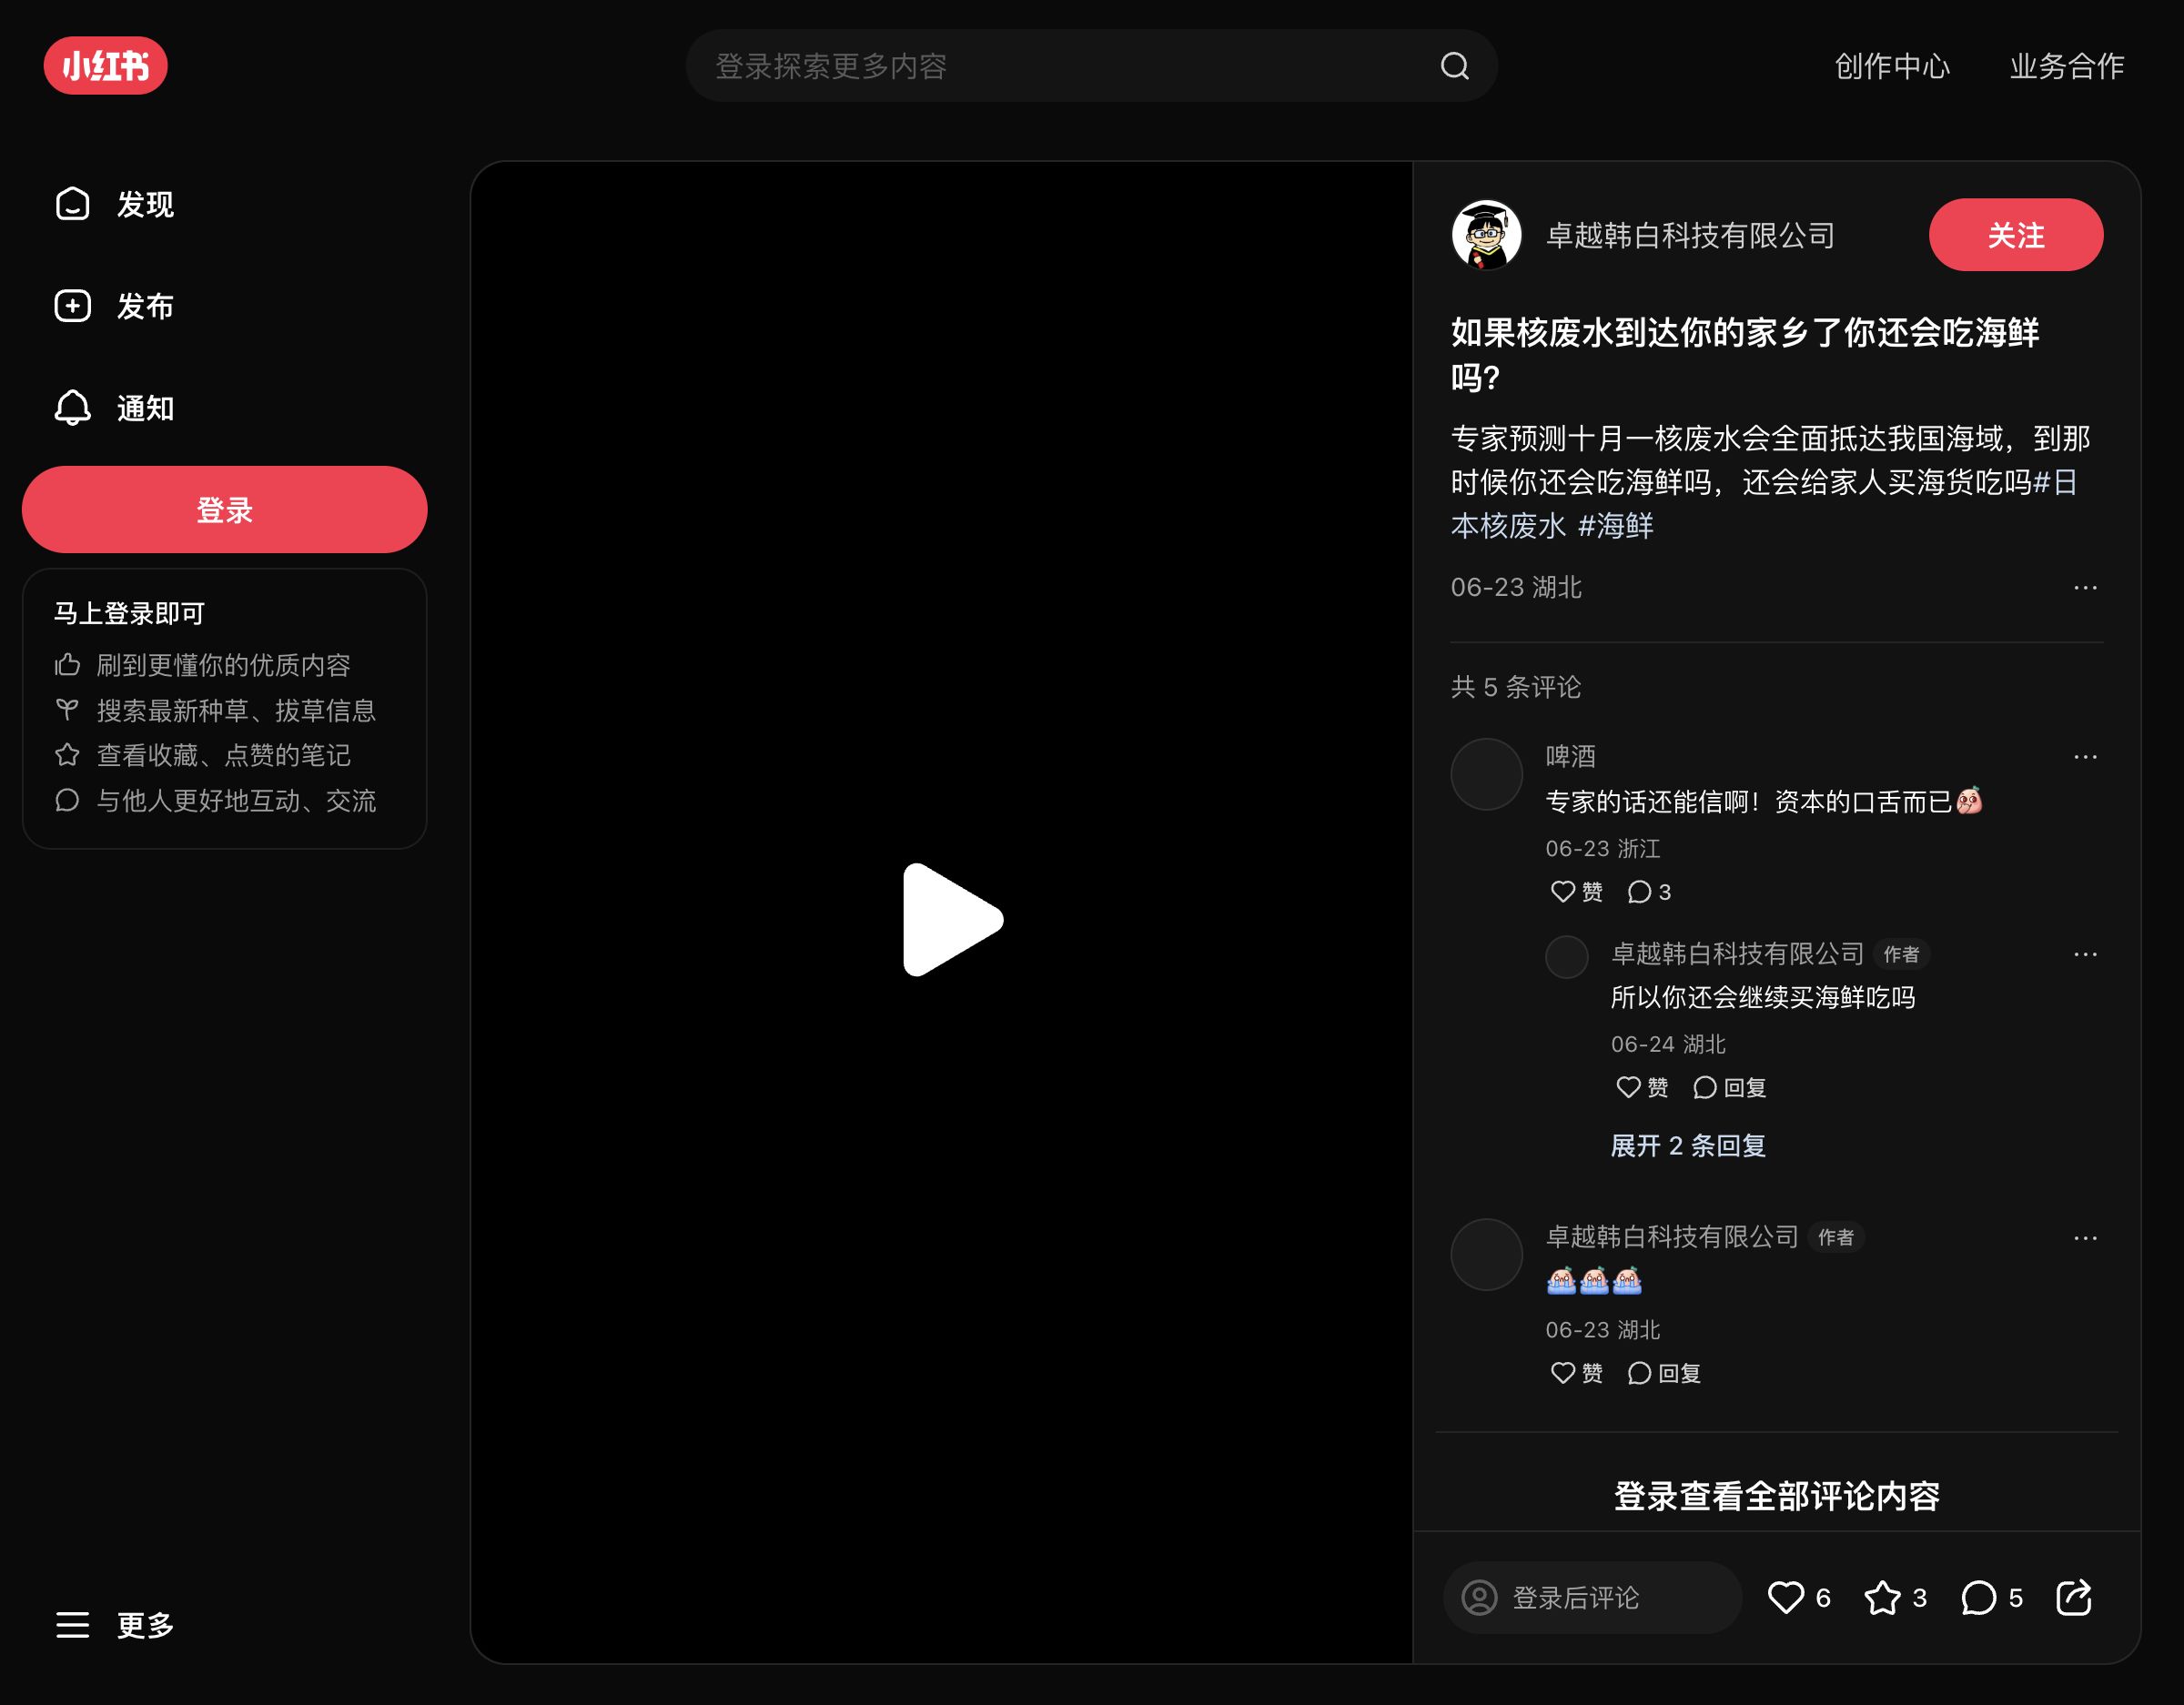 小红书
登录探索更多内容
创作中心
业务合作
发现
发布
通知
登录
马上登录即可
刷到更懂你的优质内容
搜索最新种草、拔草信息
查看收藏、点赞的笔记
与他人更好地互动、交流
更多
卓越韩白科技有限公司
关注
如果核废水到达你的家乡了你还会吃海鲜
吗?
专家预测十月一核废水会全面抵达我国海域，到那
时候你还会吃海鲜吗，还会给家人买海货吃吗#日
本核废水 #海鲜
06-23 湖北
共 5 条评论
啤酒
专家的话还能信啊！资本的口舌而已
06-23 浙江
赞 3
卓越韩白科技有限公司 作者
所以你还会继续买海鲜吃吗
06-24 湖北
赞 回复
展开 2 条回复
卓越韩白科技有限公司 作者
06-23 湖北
赞 回复
登录查看全部评论内容
登录后评论 6 3 5